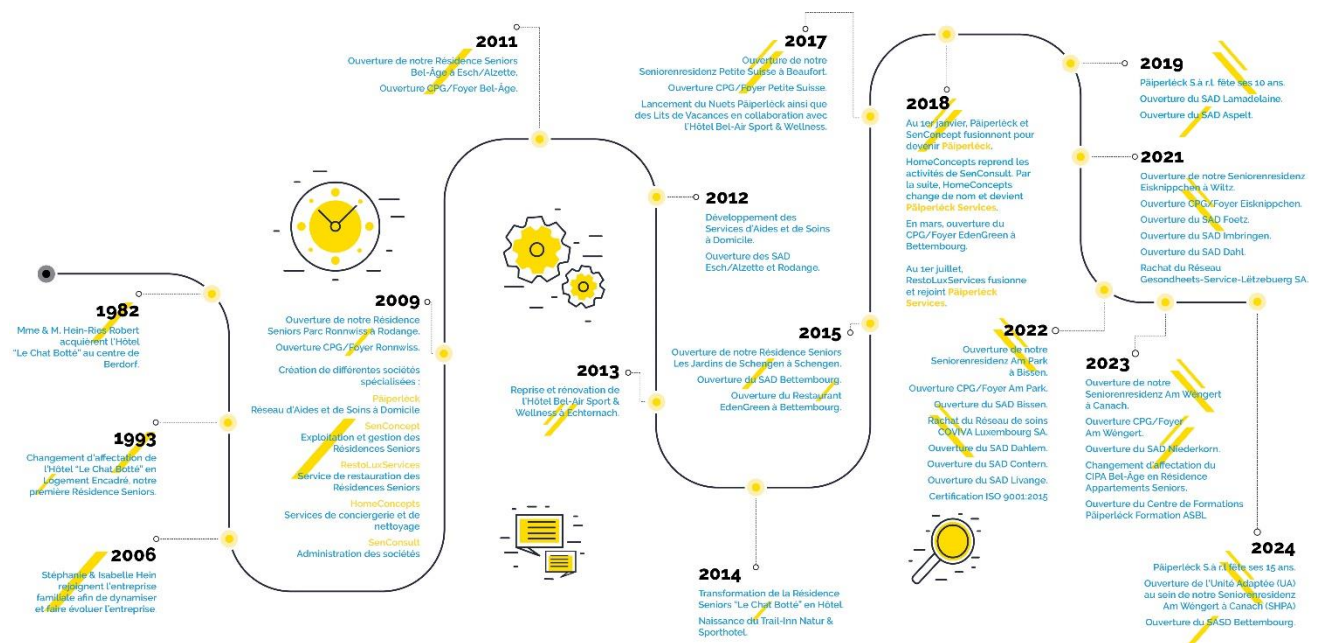 1982
Mme & M. Hein-Ries Robert
acquièrent l'Hôtel
"Le Chat Botté" au centre de
Berdorf.
1993
Changement d'affectation de
l'Hôtel "Le Chat Botté" en
Logement Encadré, notre
première Résidence Seniors.
2006
Stéphanie & Isabelle Hein
rejoignent l'entreprise
familiale afin de dynamiser
et faire évoluer l'entreprise
2009
Ouverture de notre Résidence
Seniors Parc Ronnwiss à Rodange.
Ouverture CPG/Foyer Ronnwiss.
Création de différentes sociétés
spécialisées :
Päiperléck
Réseau d'Aides et de Soins à Domicile
SenConcept
Exploitation et gestion des
Résidences Seniors
RestoLuxServices
Service de restauration des
Résidences Seniors
HomeConcepts
Services de conciergerie et de
nettoyage
SenConsult
Administration des sociétés
2011
Ouverture de notre Résidence Seniors
Bel-Âge à Esch/Alzette.
Ouverture CPG/Foyer Bel-Âge.
2012
Développement des
Services d'Aides et de Soins
à Domicile.
Ouverture des SAD
Esch/Alzette et Rodange.
2013
Reprise et rénovation de
l'Hôtel Bel-Air Sport &
Wellness à Echternach.
2014
Transformation de la Résidence
Seniors "Le Chat Botté" en Hôtel.
Naissance du Trail-Inn Natur &
Sporthotel.
2015
Ouverture de notre Résidence Seniors
Les Jardins de Schengen à Schengen.
Ouverture du SAD Bettembourg.
Ouverture du Restaurant
EdenGreen à Bettembourg.
2017
Ouverture de notre
Seniorenresidenz Petite Suisse à Beaufort.
Ouverture CPG/Foyer Petite Suisse.
Lancement du Nuets Päiperléck ainsi que
des Lits de Vacances en collaboration avec
l'Hôtel Bel-Air Sport & Wellness.
2018
Au 1er janvier, Päiperléck et
SenConcept fusionnent pour
devenir Päiperléck.
HomeConcepts reprend les
activités de SenConsult. Par
la suite, HomeConcepts
change de nom et devient
Päiperléck Services.
En mars, ouverture du
CPG/Foyer EdenGreen à
Bettembourg.
Au 1er juillet,
RestoLuxServices fusionne
et rejoint Päiperléck
Services.
2019
Päiperléck S.à r.l. fête ses 10 ans.
Ouverture du SAD Lamadelaine.
Ouverture du SAD Aspelt.
2021
Ouverture de notre Seniorenresidenz
Eisknippchen à Wiltz.
Ouverture CPG/Foyer Eisknippchen.
Ouverture du SAD Foetz.
Ouverture du SAD Imbringen.
Ouverture du SAD Dahl.
Rachat du Réseau
Gesondheets-Service-Lëtzebuerg SA.
2022
Ouverture de notre
Seniorenresidenz Am Park
à Bissen.
Ouverture CPG/Foyer Am Park.
Ouverture du SAD Bissen.
Rachat du Réseau de soins
COVIVA Luxembourg SA.
Ouverture du SAD Dahlem.
Ouverture du SAD Contern.
Ouverture du SAD Livange.
Certification ISO 9001:2015
2023
Ouverture de notre
Seniorenresidenz Am Wéngert
à Canach.
Ouverture CPG/Foyer
Am Wéngert.
Ouverture du SAD Niederkorn.
Changement d'affectation du
CIPA Bel-Âge en Résidence
Appartements Seniors.
Ouverture du Centre de Formations
Päiperléck Formation ASBL
2024
Päiperléck S.à r.l fête ses 15 ans.
Ouverture de l'Unité Adaptée (UA)
au sein de notre Seniorenresidenz
Am Wéngert à Canach (SHPA)
Ouverture du SASD Bettembourg.